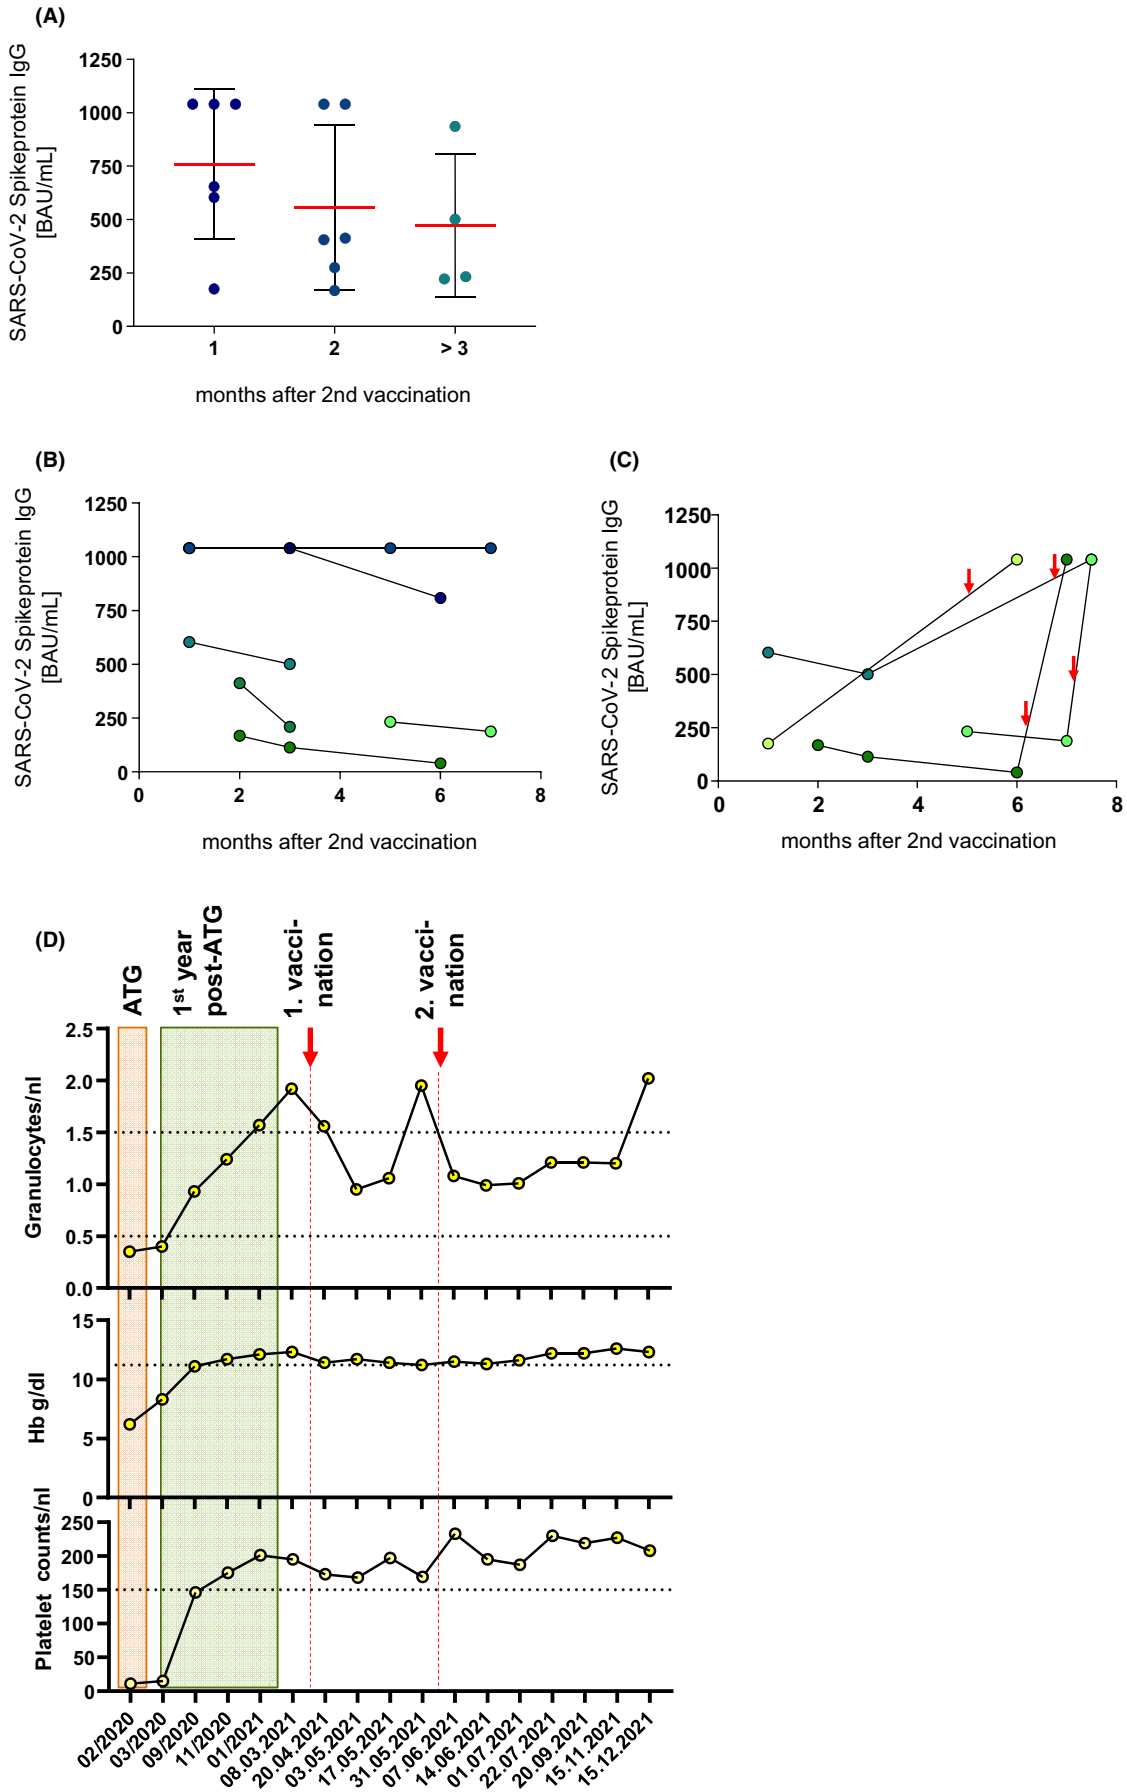 (A)
SARS-CoV-2 Spikeprotein IgG
[BAU/mL]
1250
1000
750
500
250
0
1 2 > 3
months after 2nd vaccination
(B)
SARS-CoV-2 Spikeprotein IgG
[BAU/mL]
1250
1000
750
500
250
0
0 2 4 6 8
months after 2nd vaccination
(C)
SARS-CoV-2 Spikeprotein IgG
[BAU/mL]
1250
1000
750
500
250
0
0 2 4 6 8
months after 2nd vaccination
(D)
ATG
1st year
post-ATG
1. vacci-
nation
2. vacci-
nation
Granulocytes/nl
2.5
2.0
1.5
1.0
0.5
0.0
Hb g/dl
15
10
5
0
Platelet counts/nl
250
200
150
100
50
0
02/2020
03/2020
09/2020
11/2020
01/2021
08.03.2021
20.04.2021
03.05.2021
17.05.2021
31.05.2021
07.06.2021
14.06.2021
01.07.2021
22.07.2021
20.09.2021
15.11.2021
15.12.2021